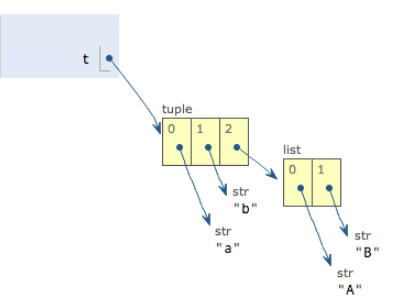 t
tuple
0 1 2
list
0 1
str
"b"
str
"a"
str
"B"
str
"A"